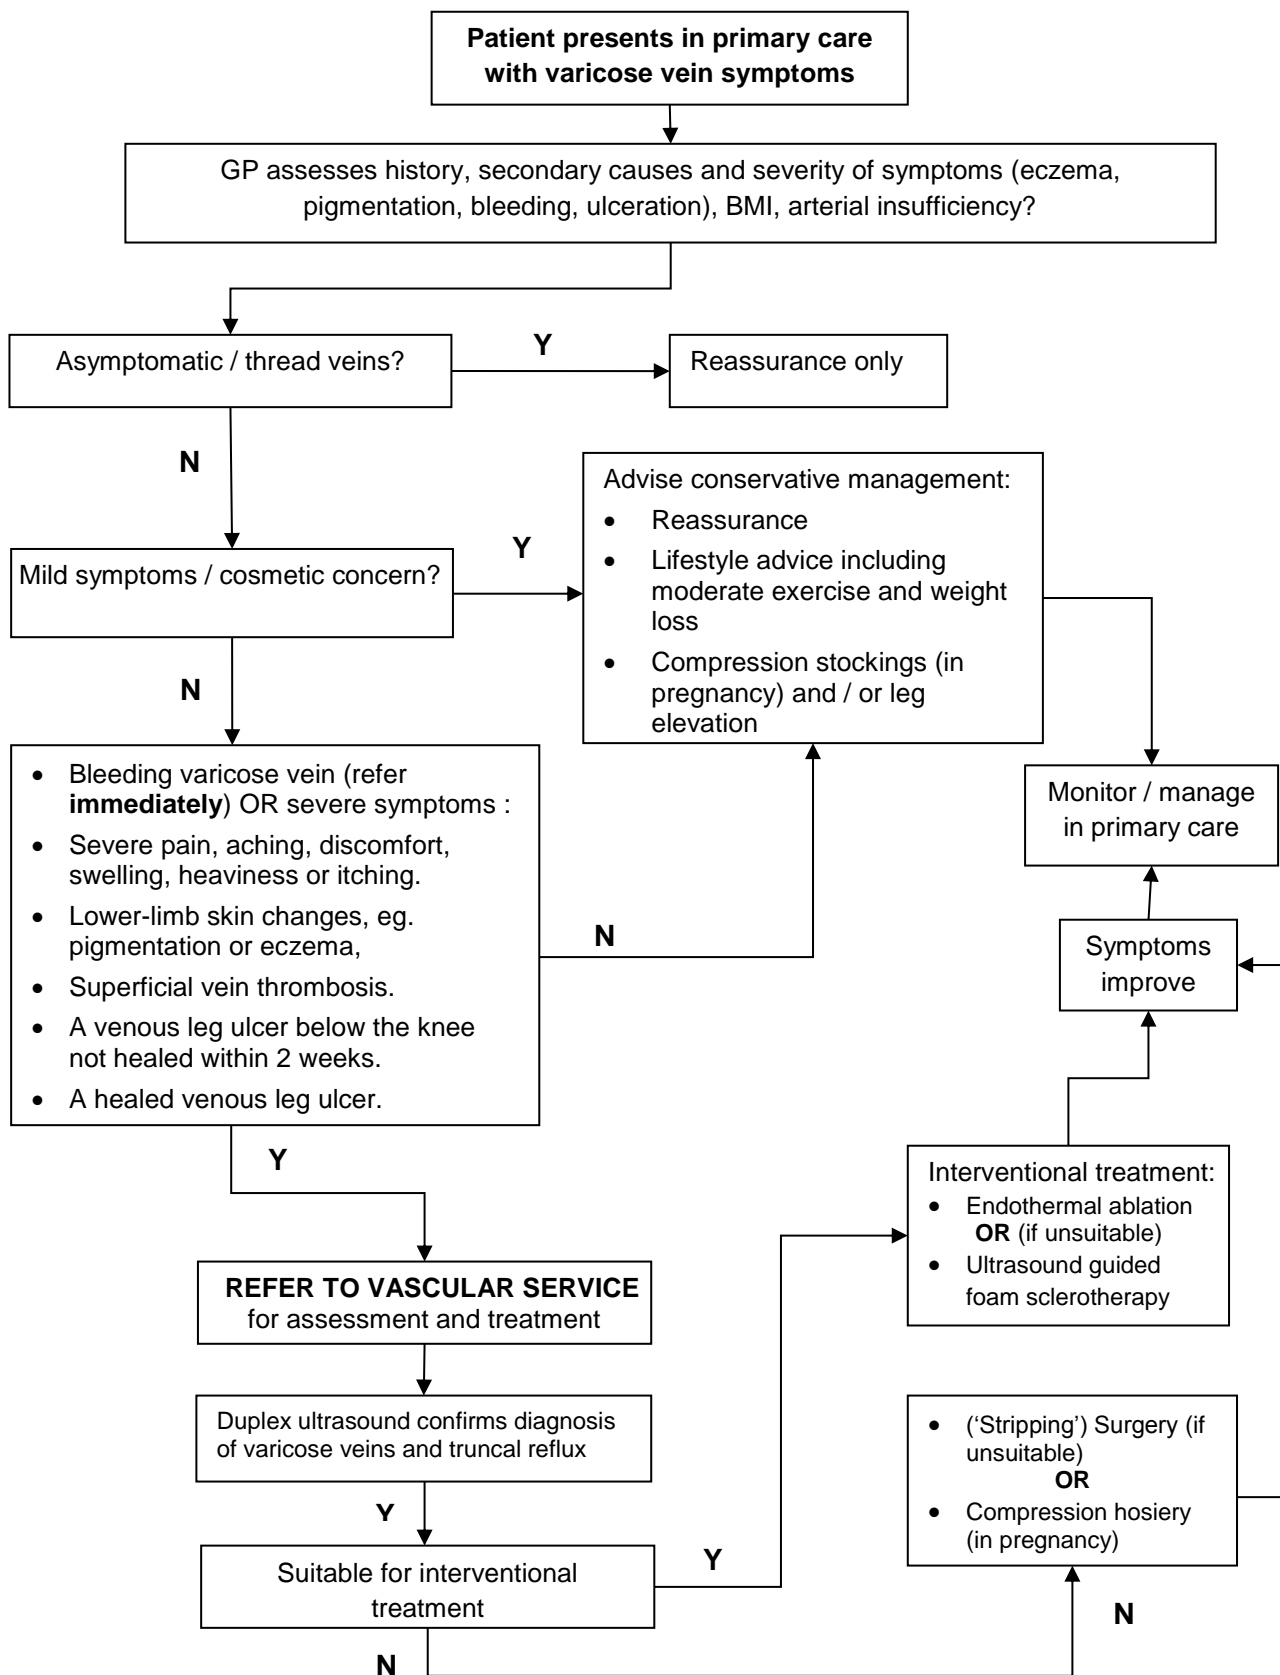 Patient presents in primary care
with varicose vein symptoms
GP assesses history, secondary causes and severity of symptoms (eczema,
pigmentation, bleeding, ulceration), BMI, arterial insufficiency?
Asymptomatic / thread veins?
Y
Reassurance only
N
Mild symptoms / cosmetic concern?
Y
Advise conservative management:
• Reassurance
• Lifestyle advice including
moderate exercise and weight
loss
• Compression stockings (in
pregnancy) and / or leg
elevation
N
• Bleeding varicose vein (refer
immediately) OR severe symptoms :
• Severe pain, aching, discomfort,
swelling, heaviness or itching.
• Lower-limb skin changes, eg.
pigmentation or eczema,
• Superficial vein thrombosis.
• A venous leg ulcer below the knee
not healed within 2 weeks.
• A healed venous leg ulcer.
N
Monitor / manage
in primary care
Symptoms
improve
Y
REFER TO VASCULAR SERVICE
for assessment and treatment
Duplex ultrasound confirms diagnosis
of varicose veins and truncal reflux
Y
Suitable for interventional
treatment
Y
Interventional treatment:
• Endothermal ablation
OR (if unsuitable)
• Ultrasound guided
foam sclerotherapy
• (‘Stripping’) Surgery (if
unsuitable)
OR
• Compression hosiery
(in pregnancy)
N
N